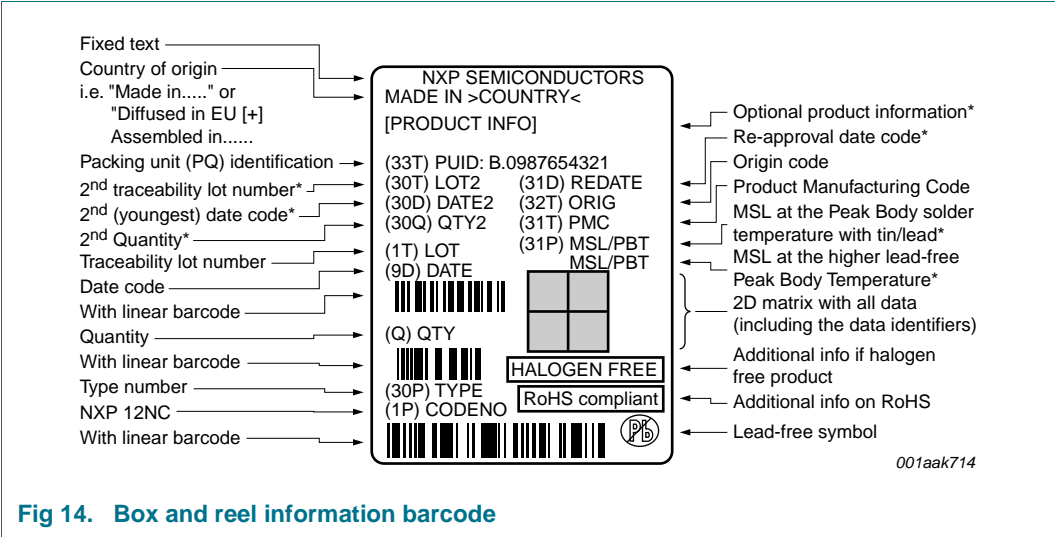 Fixed text
Country of origin
i.e. "Made in....." or
"Diffused in EU [+]
Assembled in......
Packing unit (PQ) identification
2nd traceability lot number*
2nd (youngest) date code*
2nd Quantity*
Traceability lot number
Date code
With linear barcode
Quantity
With linear barcode
Type number
NXP 12NC
With linear barcode
NXP SEMICONDUCTORS
MADE IN >COUNTRY<
[PRODUCT INFO]
(33T) PUID: B.0987654321
(30T) LOT2 (31D) REDATE
(30D) DATE2 (32T) ORIG
(30Q) QTY2 (31T) PMC
(31P) MSL/PBT
(1T) LOT MSL/PBT
(9D) DATE
(Q) QTY
HALOGEN FREE
(30P) TYPE
RoHS compliant
(1P) CODENO
Pb
Optional product information*
Re-approval date code*
Origin code
Product Manufacturing Code
MSL at the Peak Body solder
temperature with tin/lead*
MSL at the higher lead-free
Peak Body Temperature*
2D matrix with all data
(including the data identifiers)
Additional info if halogen
free product
Additional info on RoHS
Lead-free symbol
001aak714
Fig 14. Box and reel information barcode